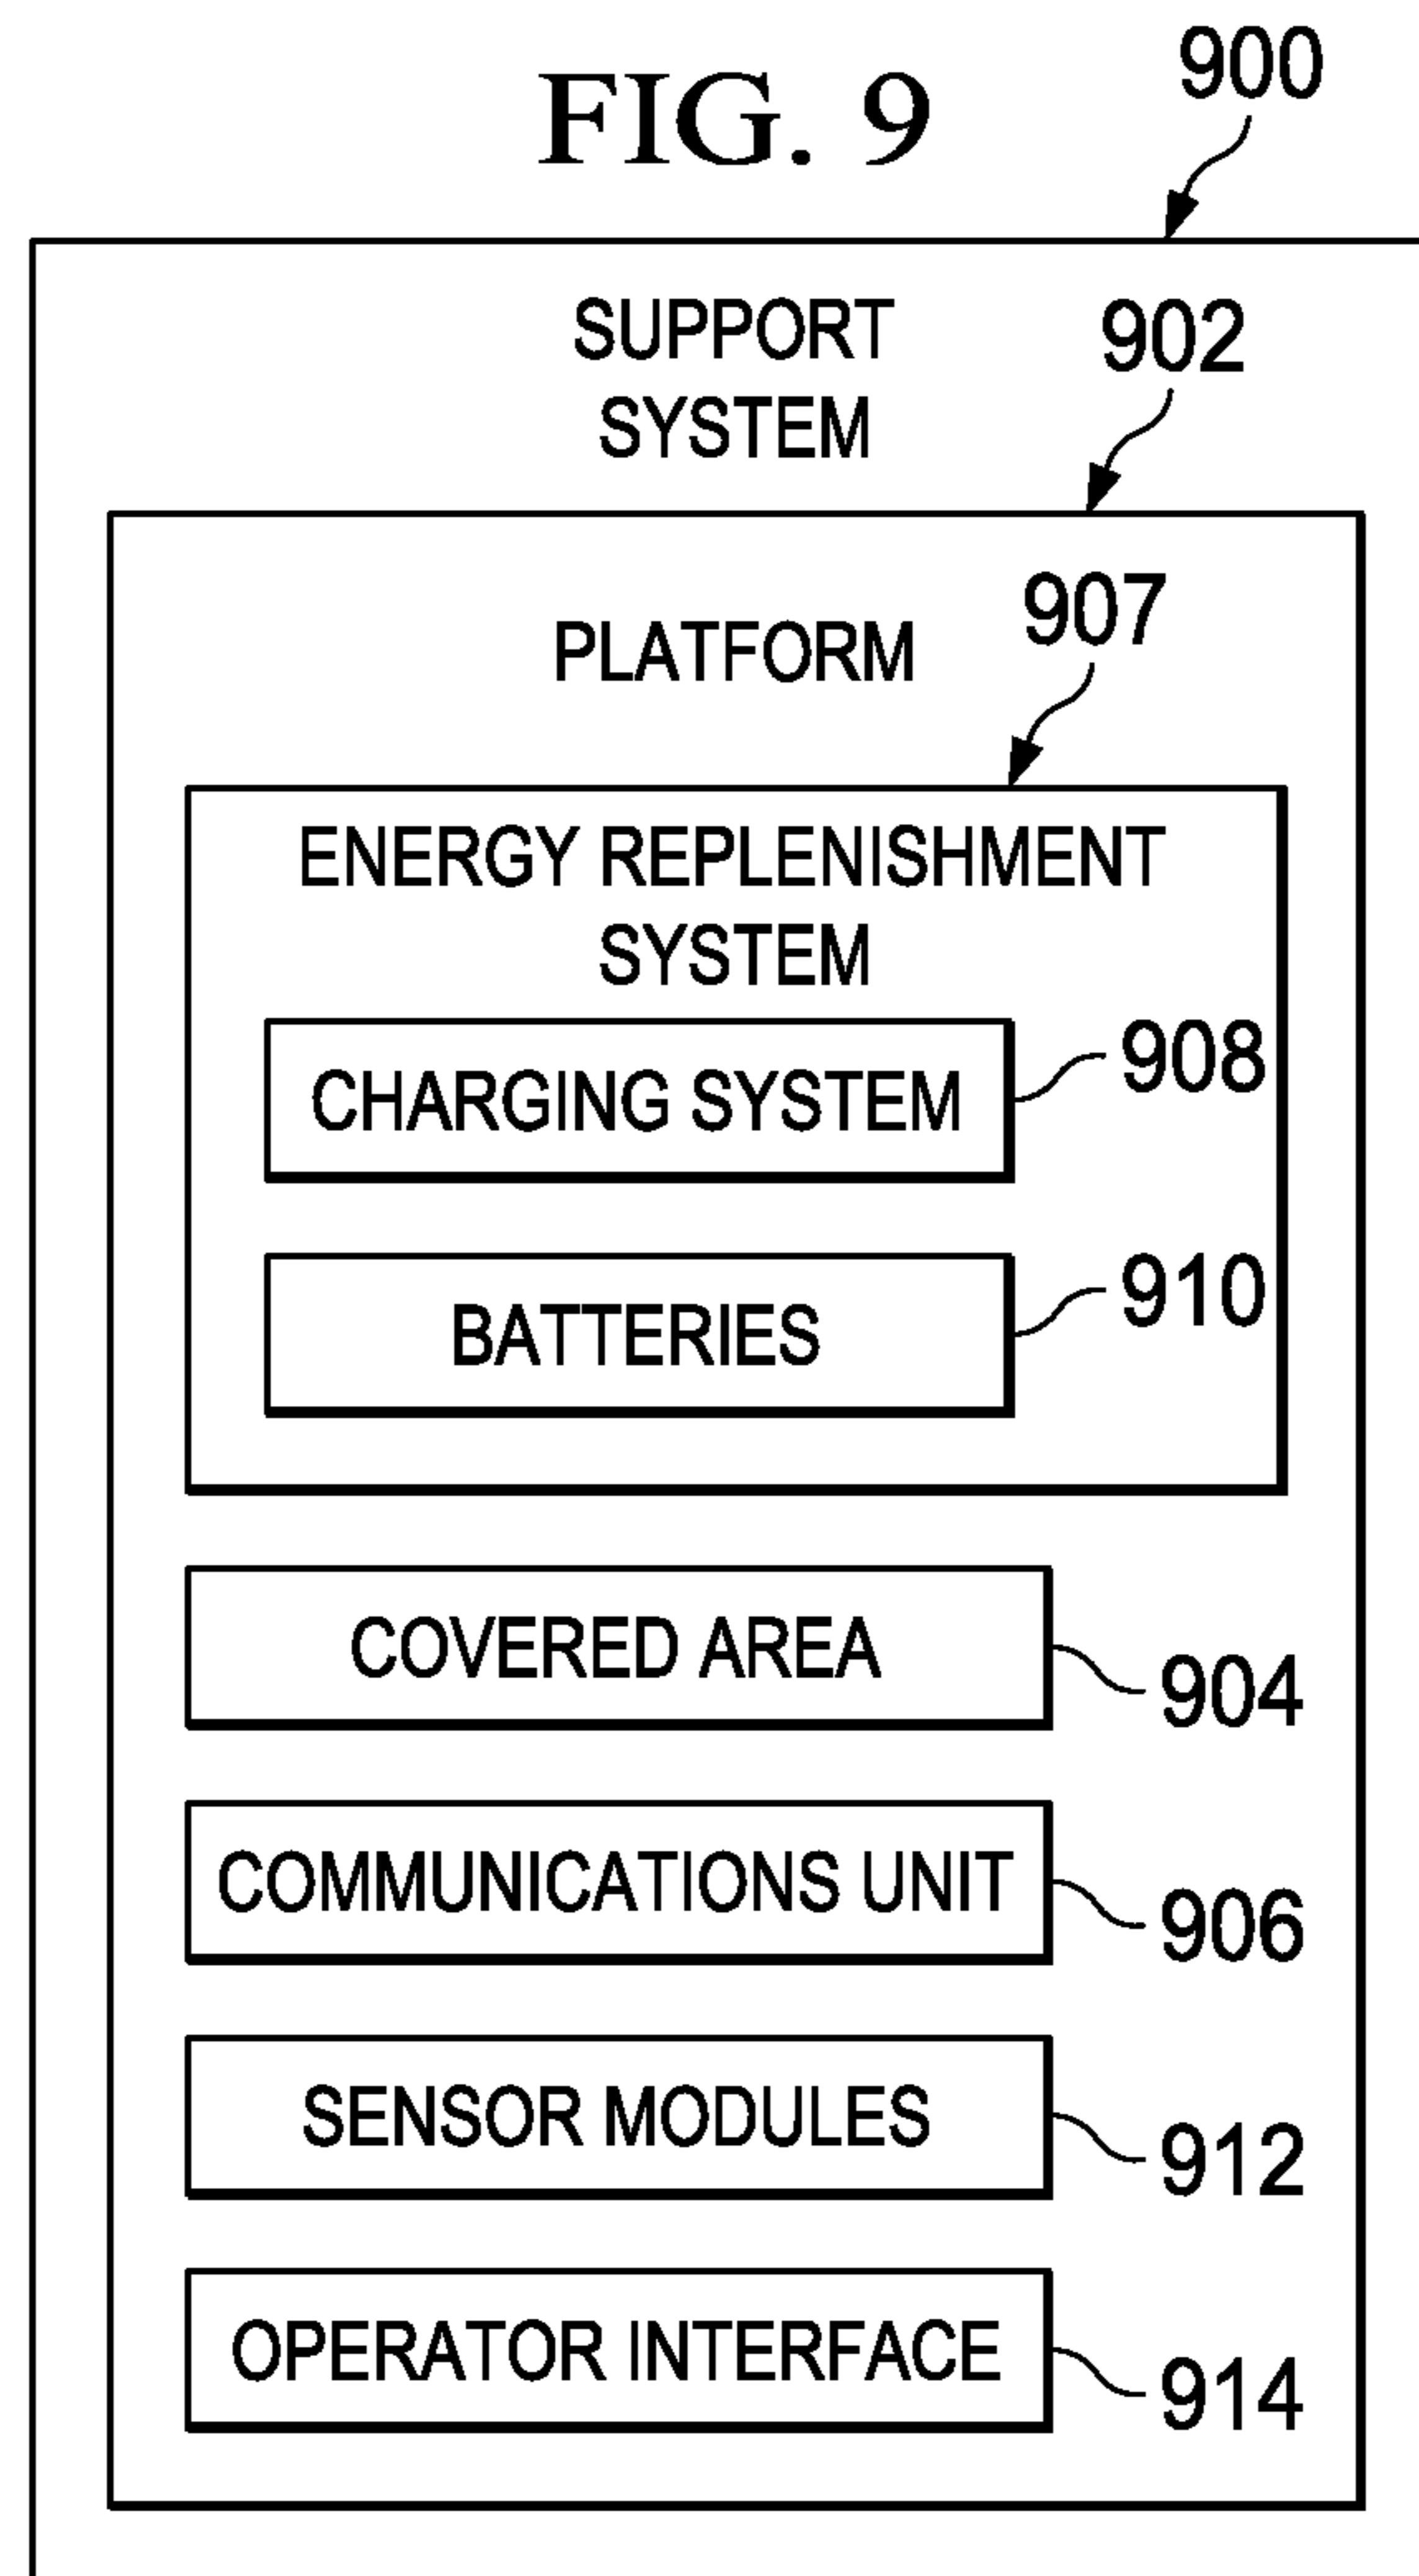 FIG. 9
900
SUPPORT
SYSTEM
902
PLATFORM
907
ENERGY REPLENISHMENT
SYSTEM
CHARGING SYSTEM
908
BATTERIES
910
COVERED AREA
904
COMMUNICATIONS UNIT
906
SENSOR MODULES
912
OPERATOR INTERFACE
914